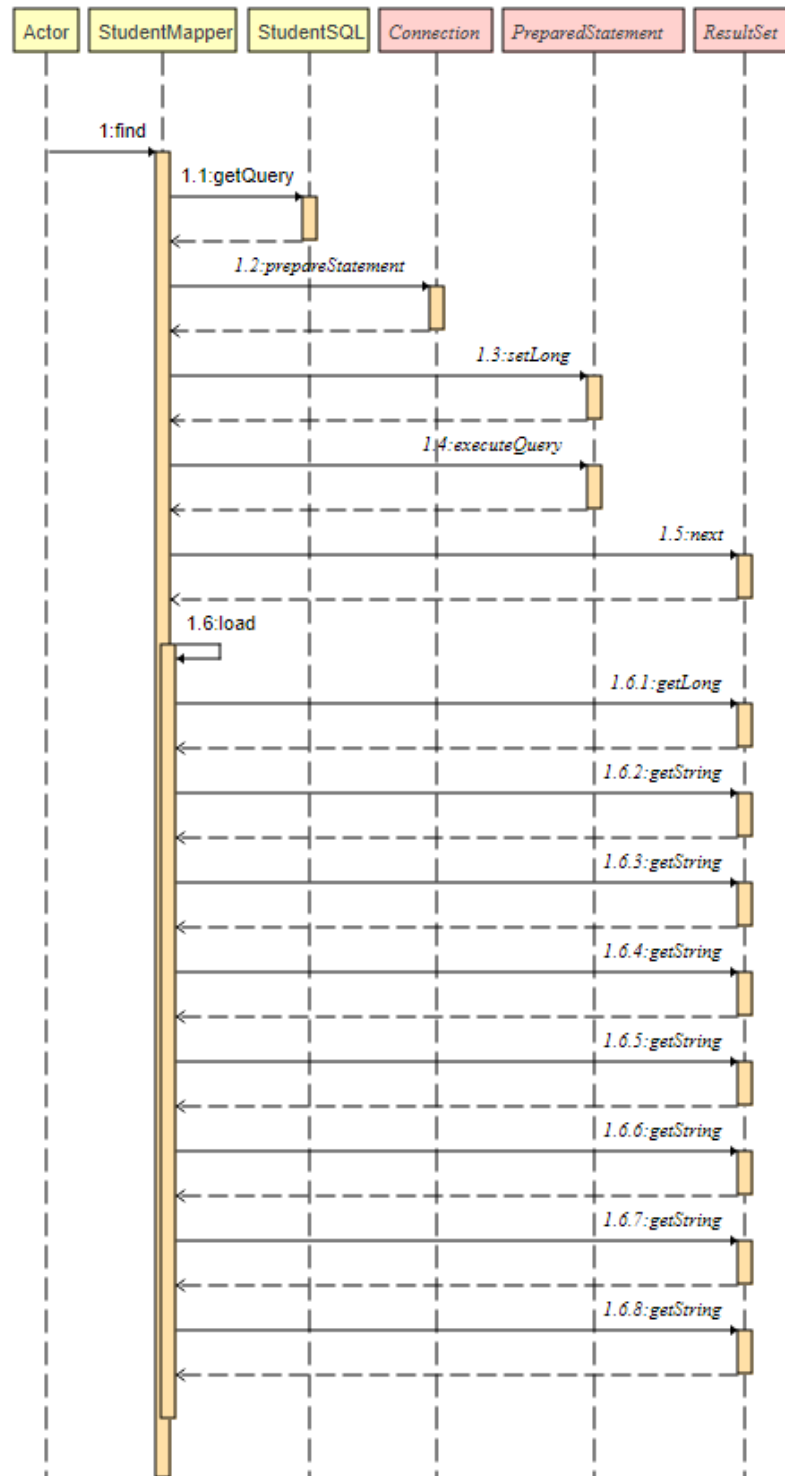 Actor StudentMapper StudentSQL Connection PreparedStatement ResultSet
1:find
1.1:getQuery
1.2:prepareStatement
1.3:setLong
1.4:executeQuery
1.5:next
1.6:load
1.6.1:getLong
1.6.2:getString
1.6.3:getString
1.6.4:getString
1.6.5:getString
1.6.6:getString
1.6.7:getString
1.6.8:getString